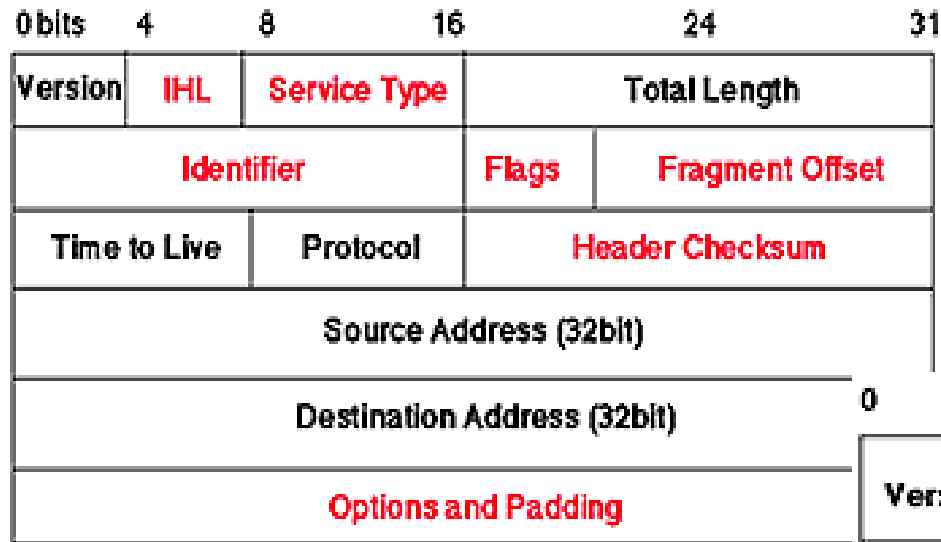 0 bits 4 8 16 24 31
Version IHL Service Type Total Length
Identifier Flags Fragment Offset
Time to Live Protocol Header Checksum
Source Address (32bit)
Destination Address (32bit)
0
Options and Padding